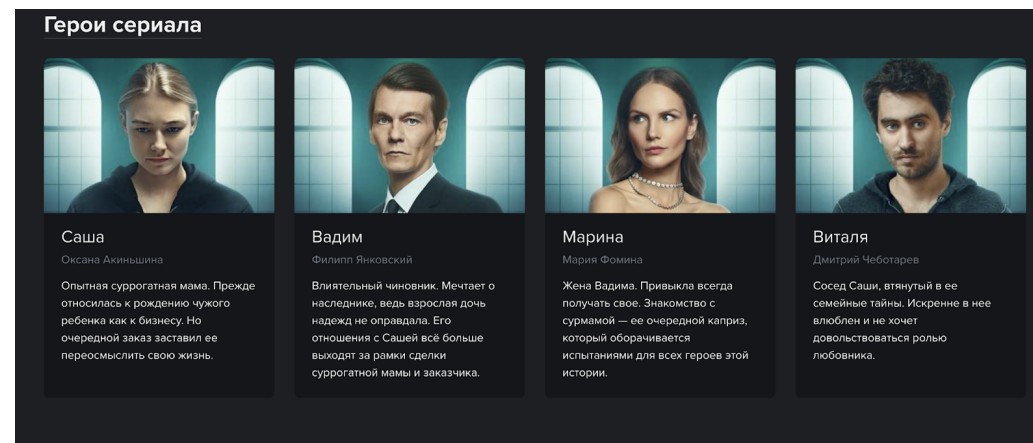 Герои сериала
Саша
Оксана Акиньшина
Опытная суррогатная мама. Прежде
относилась к рождению чужого
ребенка как к бизнесу. Но
очередной заказ заставил ее
переосмыслить свою жизнь.
Вадим
Филипп Янковский
Влиятельный чиновник. Мечтает о
наследнике, ведь взрослая дочь
надежд не оправдала. Его
отношения с Сашей всё больше
выходят за рамки сделки
суррогатной мамы и заказчика.
Марина
Мария Фомина
Жена Вадима. Привыкла всегда
получать свое. Знакомство с
сурмамой — ее очередной каприз,
который оборачивается
испытаниями для всех героев этой
истории.
Виталя
Дмитрий Чеботарев
Сосед Саши, втянутый в ее
семейные тайны. Искренне в нее
влюблен и не хочет
довольствоваться ролью
любовника.